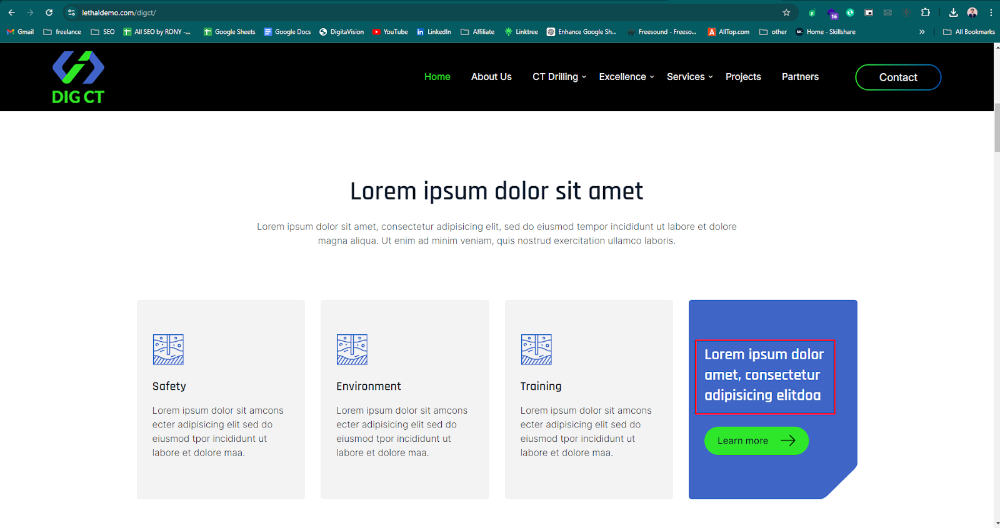 lethaldemo.com/digct/
16
Gmail
freelance
SEO
All SEO by RONY -...
Google Sheets
Google Docs
DigitaVision
YouTube
LinkedIn
Affiliate
Linktree
Enhance Google Sh...
Freesound - Freeso...
A
AllTop.com
other
SK.
Home - Skillshare
»
All Bookmarks
DIG CT
Home
About Us
CT Drilling
Excellence
Services
Projects
Partners
Contact
Lorem ipsum dolor sit amet
Lorem ipsum dolor sit amet, consectetur adipisicing elit, sed do eiusmod tempor incididunt ut labore et dolore
magna aliqua. Ut enim ad minim veniam, quis nostrud exercitation ullamco laboris.
Safety
Lorem ipsum dolor sit amcons
ecter adipisicing elit sed do
eiusmod tpor incididunt ut
labore et dolore maa.
Environment
Lorem ipsum dolor sit amcons
ecter adipisicing elit sed do
eiusmod tpor incididunt ut
labore et dolore maa.
Training
Lorem ipsum dolor sit amcons
ecter adipisicing elit sed do
eiusmod tpor incididunt ut
labore et dolore maa.
Lorem ipsum dolor
amet, consectetur
adipisicing elitdoa
Learn more